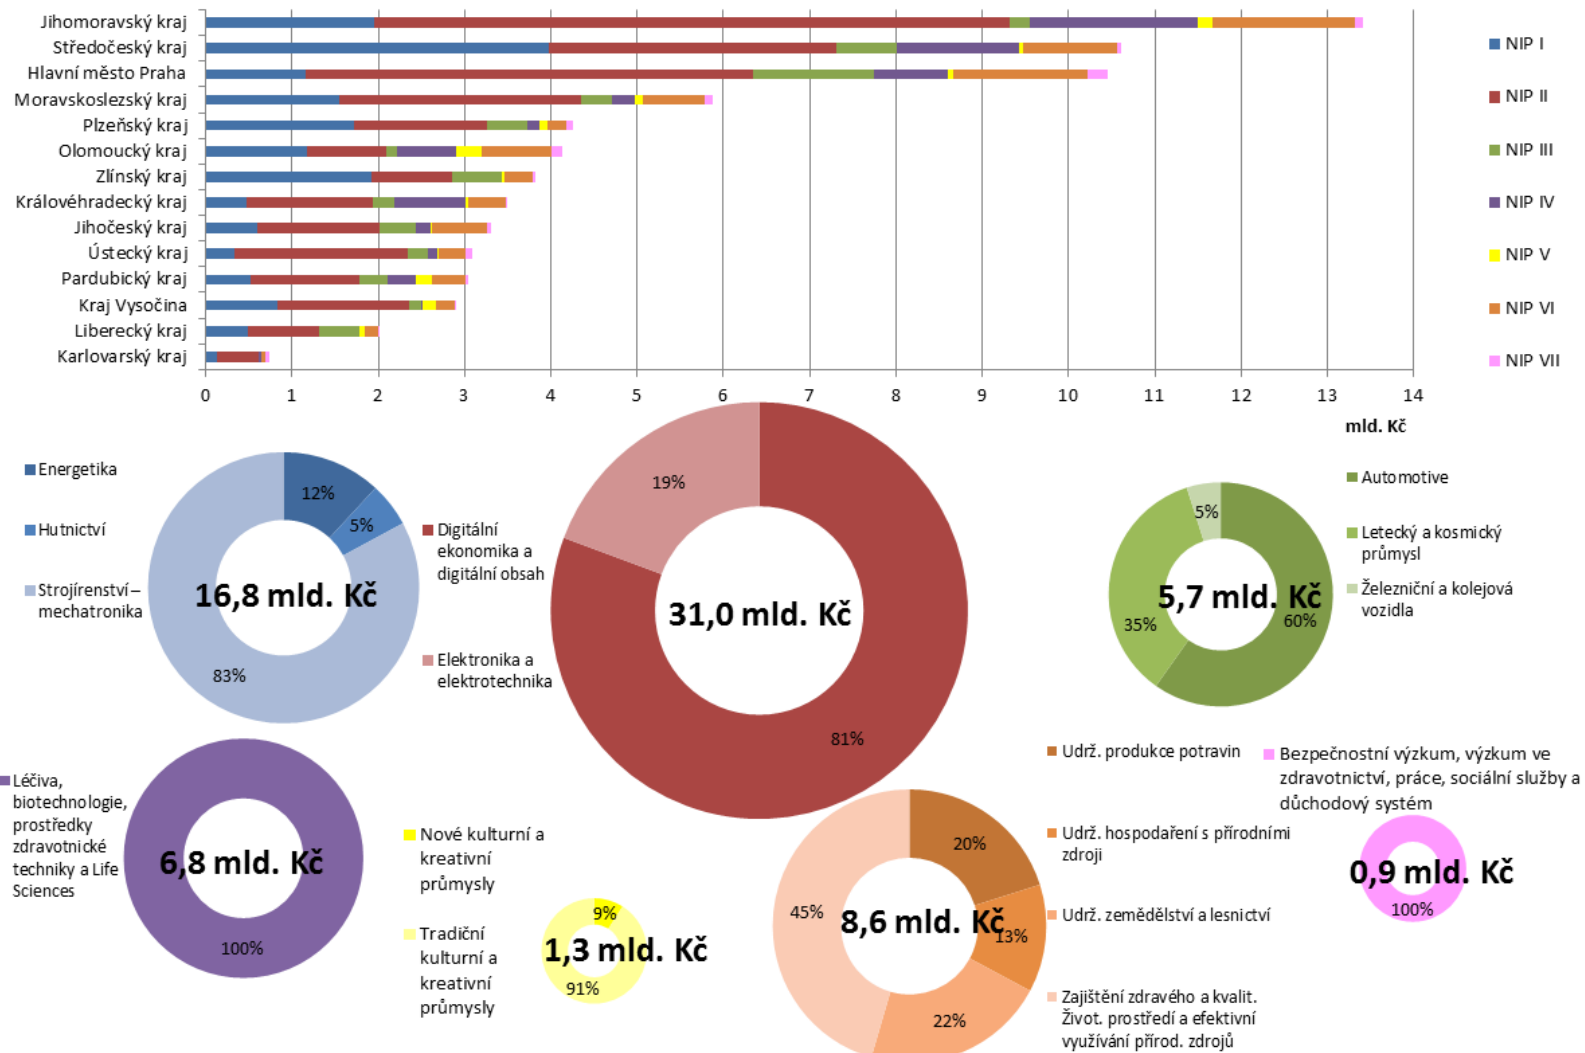 Jihomoravský kraj
Středočeský kraj
Hlavní město Praha
Moravskoslezský kraj
Plzeňský kraj
Olomoucký kraj
Zlínský kraj
Královéhradecký kraj
Jihočeský kraj
Ústecký kraj
Pardubický kraj
Kraj Vysočina
Liberecký kraj
Karlovarský kraj
0 1 2 3 4 5 6 7 8 9 10 11 12 13 14
mld. Kč
NIP I
NIP II
NIP III
NIP IV
NIP V
NIP VI
NIP VII
Energetika
Hutnictví
Strojírenství –
mechatronika
12%
5%
16,8 mld. Kč
83%
Digitální
ekonomika a
digitální obsah
Elektronika a
elektrotechnika
19%
31,0 mld. Kč
81%
Automotive
Letecký a kosmický
průmysl
Železniční a kolejová
vozidla
5%
5,7 mld. Kč
35%
60%
Léčiva,
biotechnologie,
prostředky
zdravotnické
techniky a Life
Sciences
6,8 mld. Kč
100%
Nové kulturní a
kreativní
průmysly
Tradiční
kulturní a
kreativní
průmysly
9%
1,3 mld. Kč
91%
Udrž. produkce potravin
Udrž. hospodaření s přírodními
zdroji
Udrž. zemědělství a lesnictví
Zajištění zdravého a kvalit.
Život. prostředí a efektivní
využívání přírod. zdrojů
20%
45%
8,6 mld. Kč
13%
22%
Bezpečnostní výzkum, výzkum ve
zdravotnictví, práce, sociální služby a
důchodový systém
0,9 mld. Kč
100%